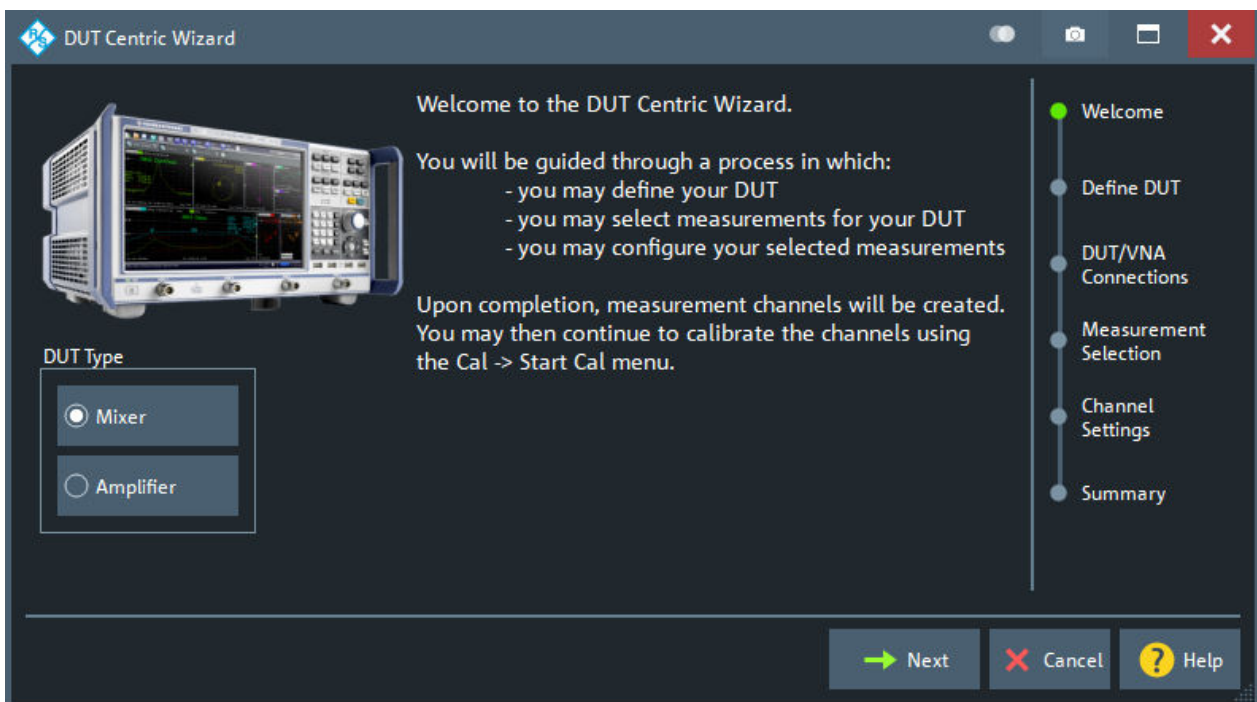 DUT Centric Wizard
Welcome to the DUT Centric Wizard.
You will be guided through a process in which:
- you may define your DUT
- you may select measurements for your DUT
- you may configure your selected measurements
Upon completion, measurement channels will be created.
You may then continue to calibrate the channels using
the Cal -> Start Cal menu.
DUT Type
Mixer
Amplifier
Welcome
Define DUT
DUT/VNA
Connections
Measurement
Selection
Channel
Settings
Summary
Next
Cancel
? Help